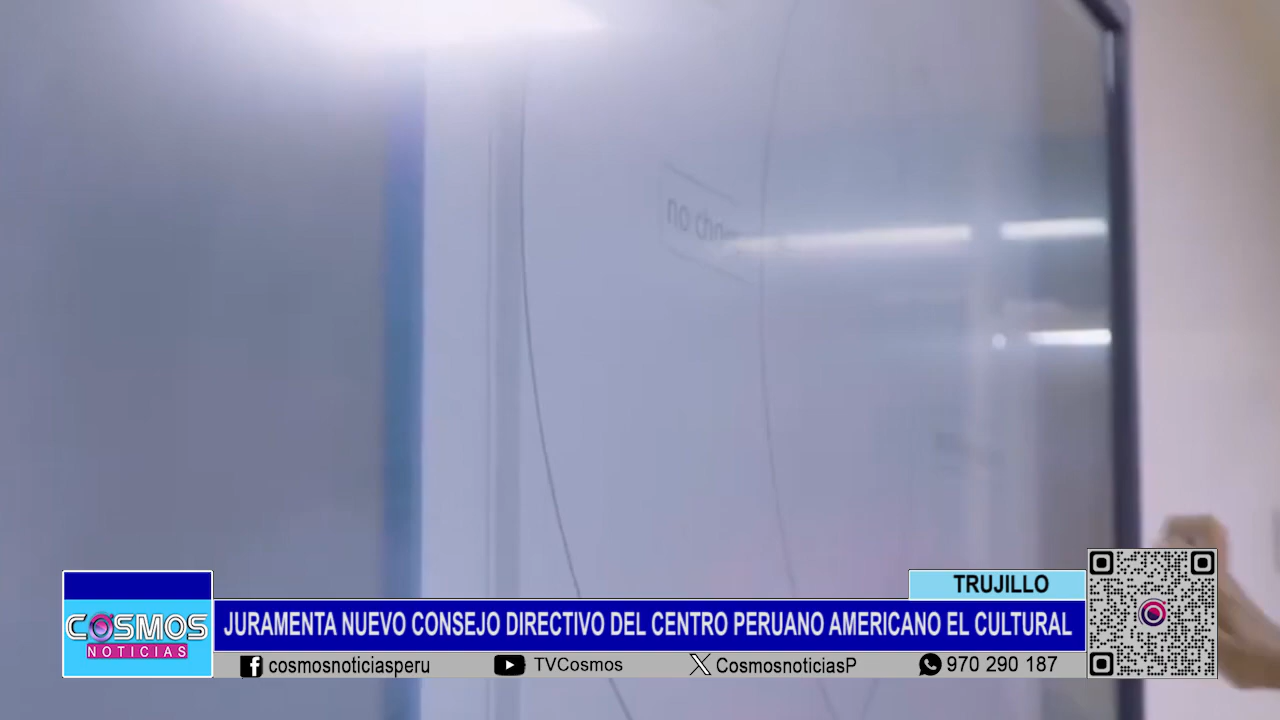 TRUJILLO
COSMOS
NOTICIAS
JURAMENTA NUEVO CONSEJO DIRECTIVO DEL CENTRO PERUANO AMERICANO EL CULTURAL
cosmosnoticiasperu
TVCosmos
CosmosnoticiasP
970 290 187